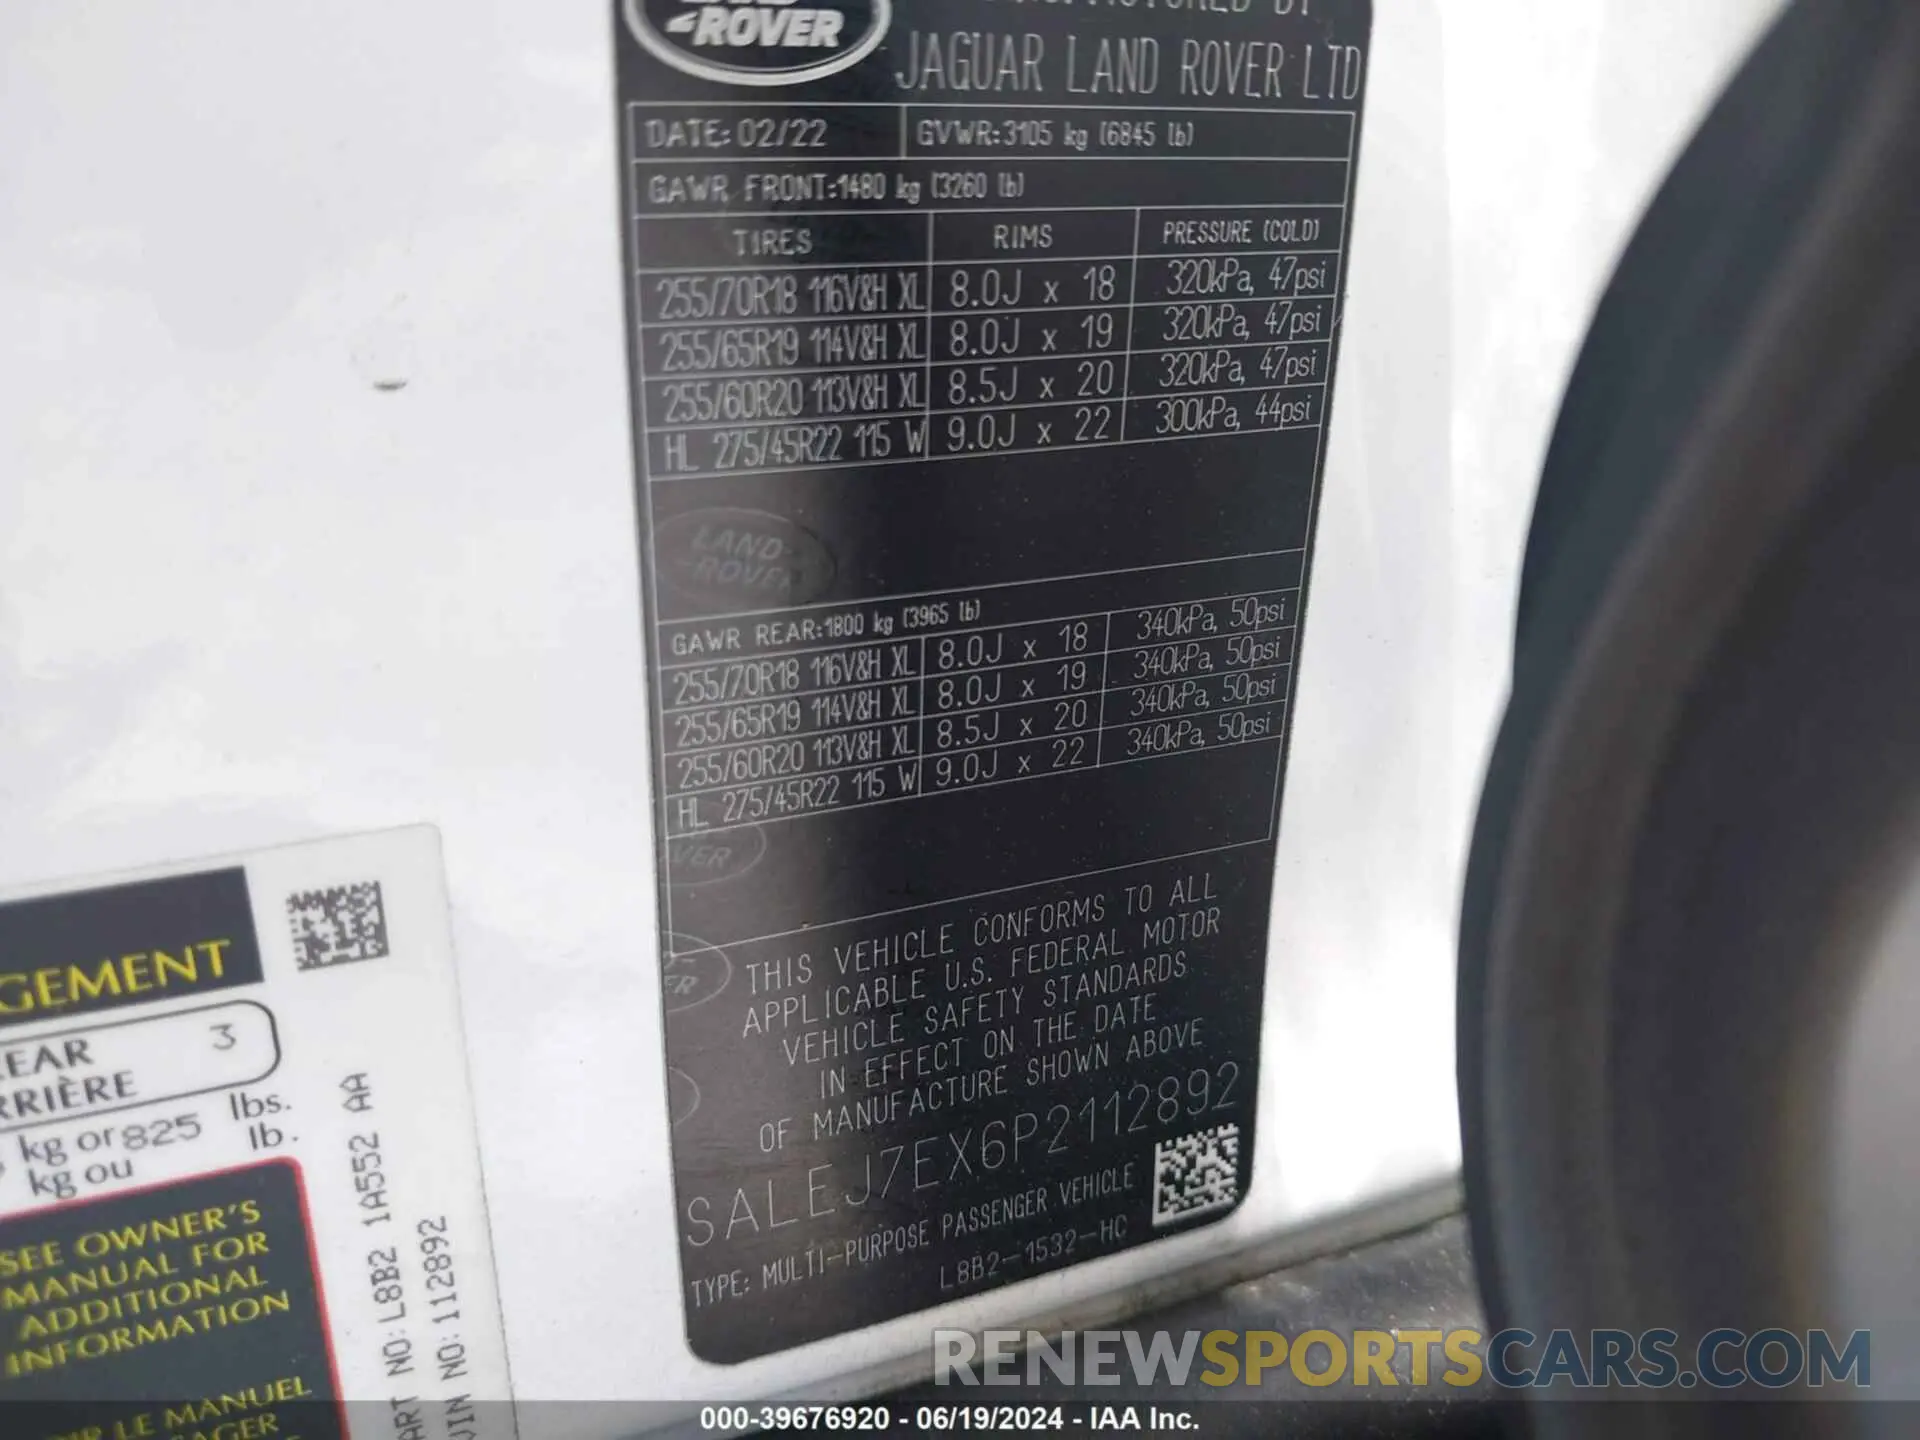 ROVER
JAGUAR LAND ROVER LTD
DATE: 02/22 GVWR:3105 kg (6845 lb)
GAWR FRONT:1480 kg (3260 lb)
TIRES RIMS PRESSURE (COLD)
255/70R18 116V&H XL 8.0J x 18 320kPa, 47psi
255/65R19 114V&H XL 8.0J x 19 320kPa, 47psi
255/60R20 113V&H XL 8.5J x 20 320kPa, 47psi
HL 275/45R22 115 W 9.0J x 22 300kPa, 44psi
LAND
ROVER
GAWR REAR:1800 kg (3965 lb)
255/70R18 116V&H XL 8.0J x 18 340kPa, 50psi
255/65R19 114V&H XL 8.0J x 19 340kPa, 50psi
255/60R20 113V&H XL 8.5J x 20 340kPa, 50psi
HL 275/45R22 115 W 9.0J x 22 340kPa, 50psi
VER
ER
THIS VEHICLE CONFORMS TO ALL
APPLICABLE U.S. FEDERAL MOTOR
VEHICLE SAFETY STANDARDS
IN EFFECT ON THE DATE
OF MANUFACTURE SHOWN ABOVE
SALEJ7EX6P2112892
TYPE: MULTI-PURPOSE PASSENGER VEHICLE
L8B2-1532-HC
GEMENT
EAR 3
RRIÈRE
kg or 825 lbs.
kg ou lb.
SEE OWNER'S
MANUAL FOR
ADDITIONAL
INFORMATION
LE MANUEL
AGER
ART NO:L8B2 1A552 AA
VIN NO:112892
RENEWSPORTSCARS.COM
000-39676920 - 06/19/2024 - IAA Inc.